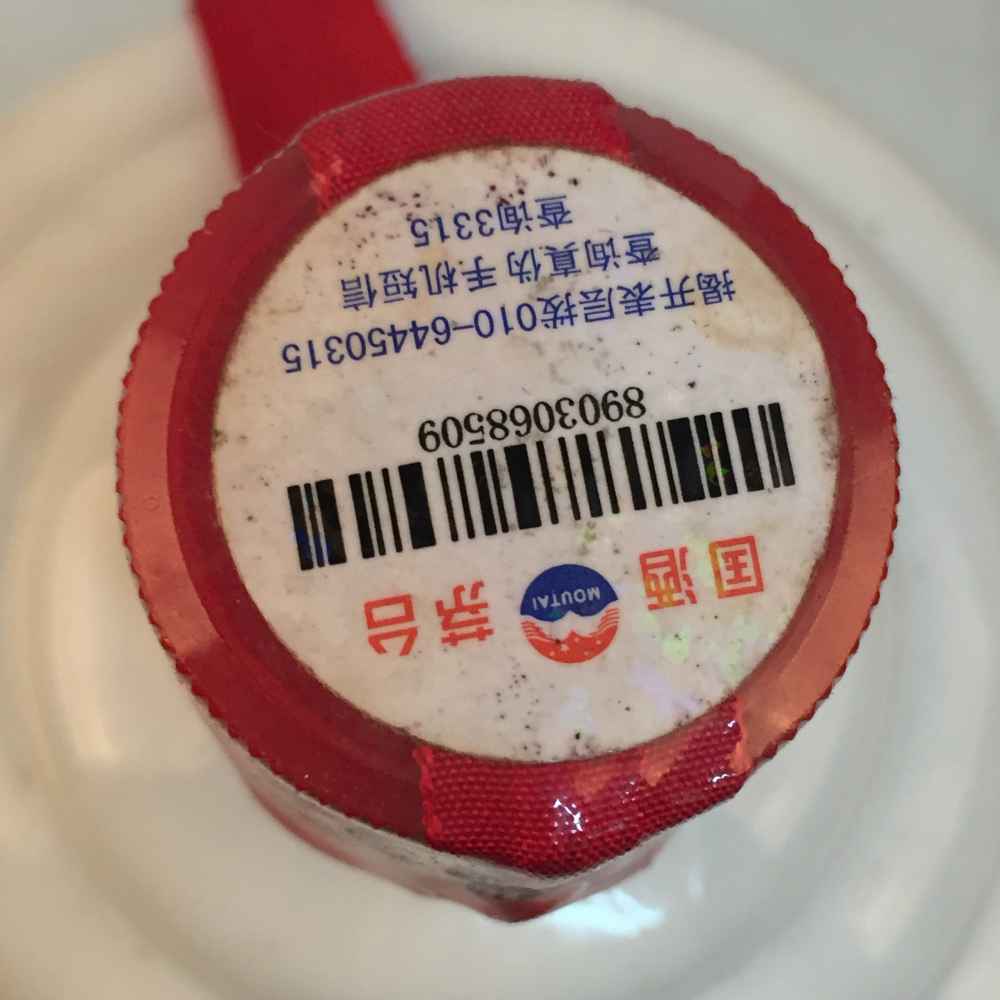 国酒 MOUTAI 茅台
8903068509
揭开表层拨010-64450315
查询真伪 手机短信
查询3315